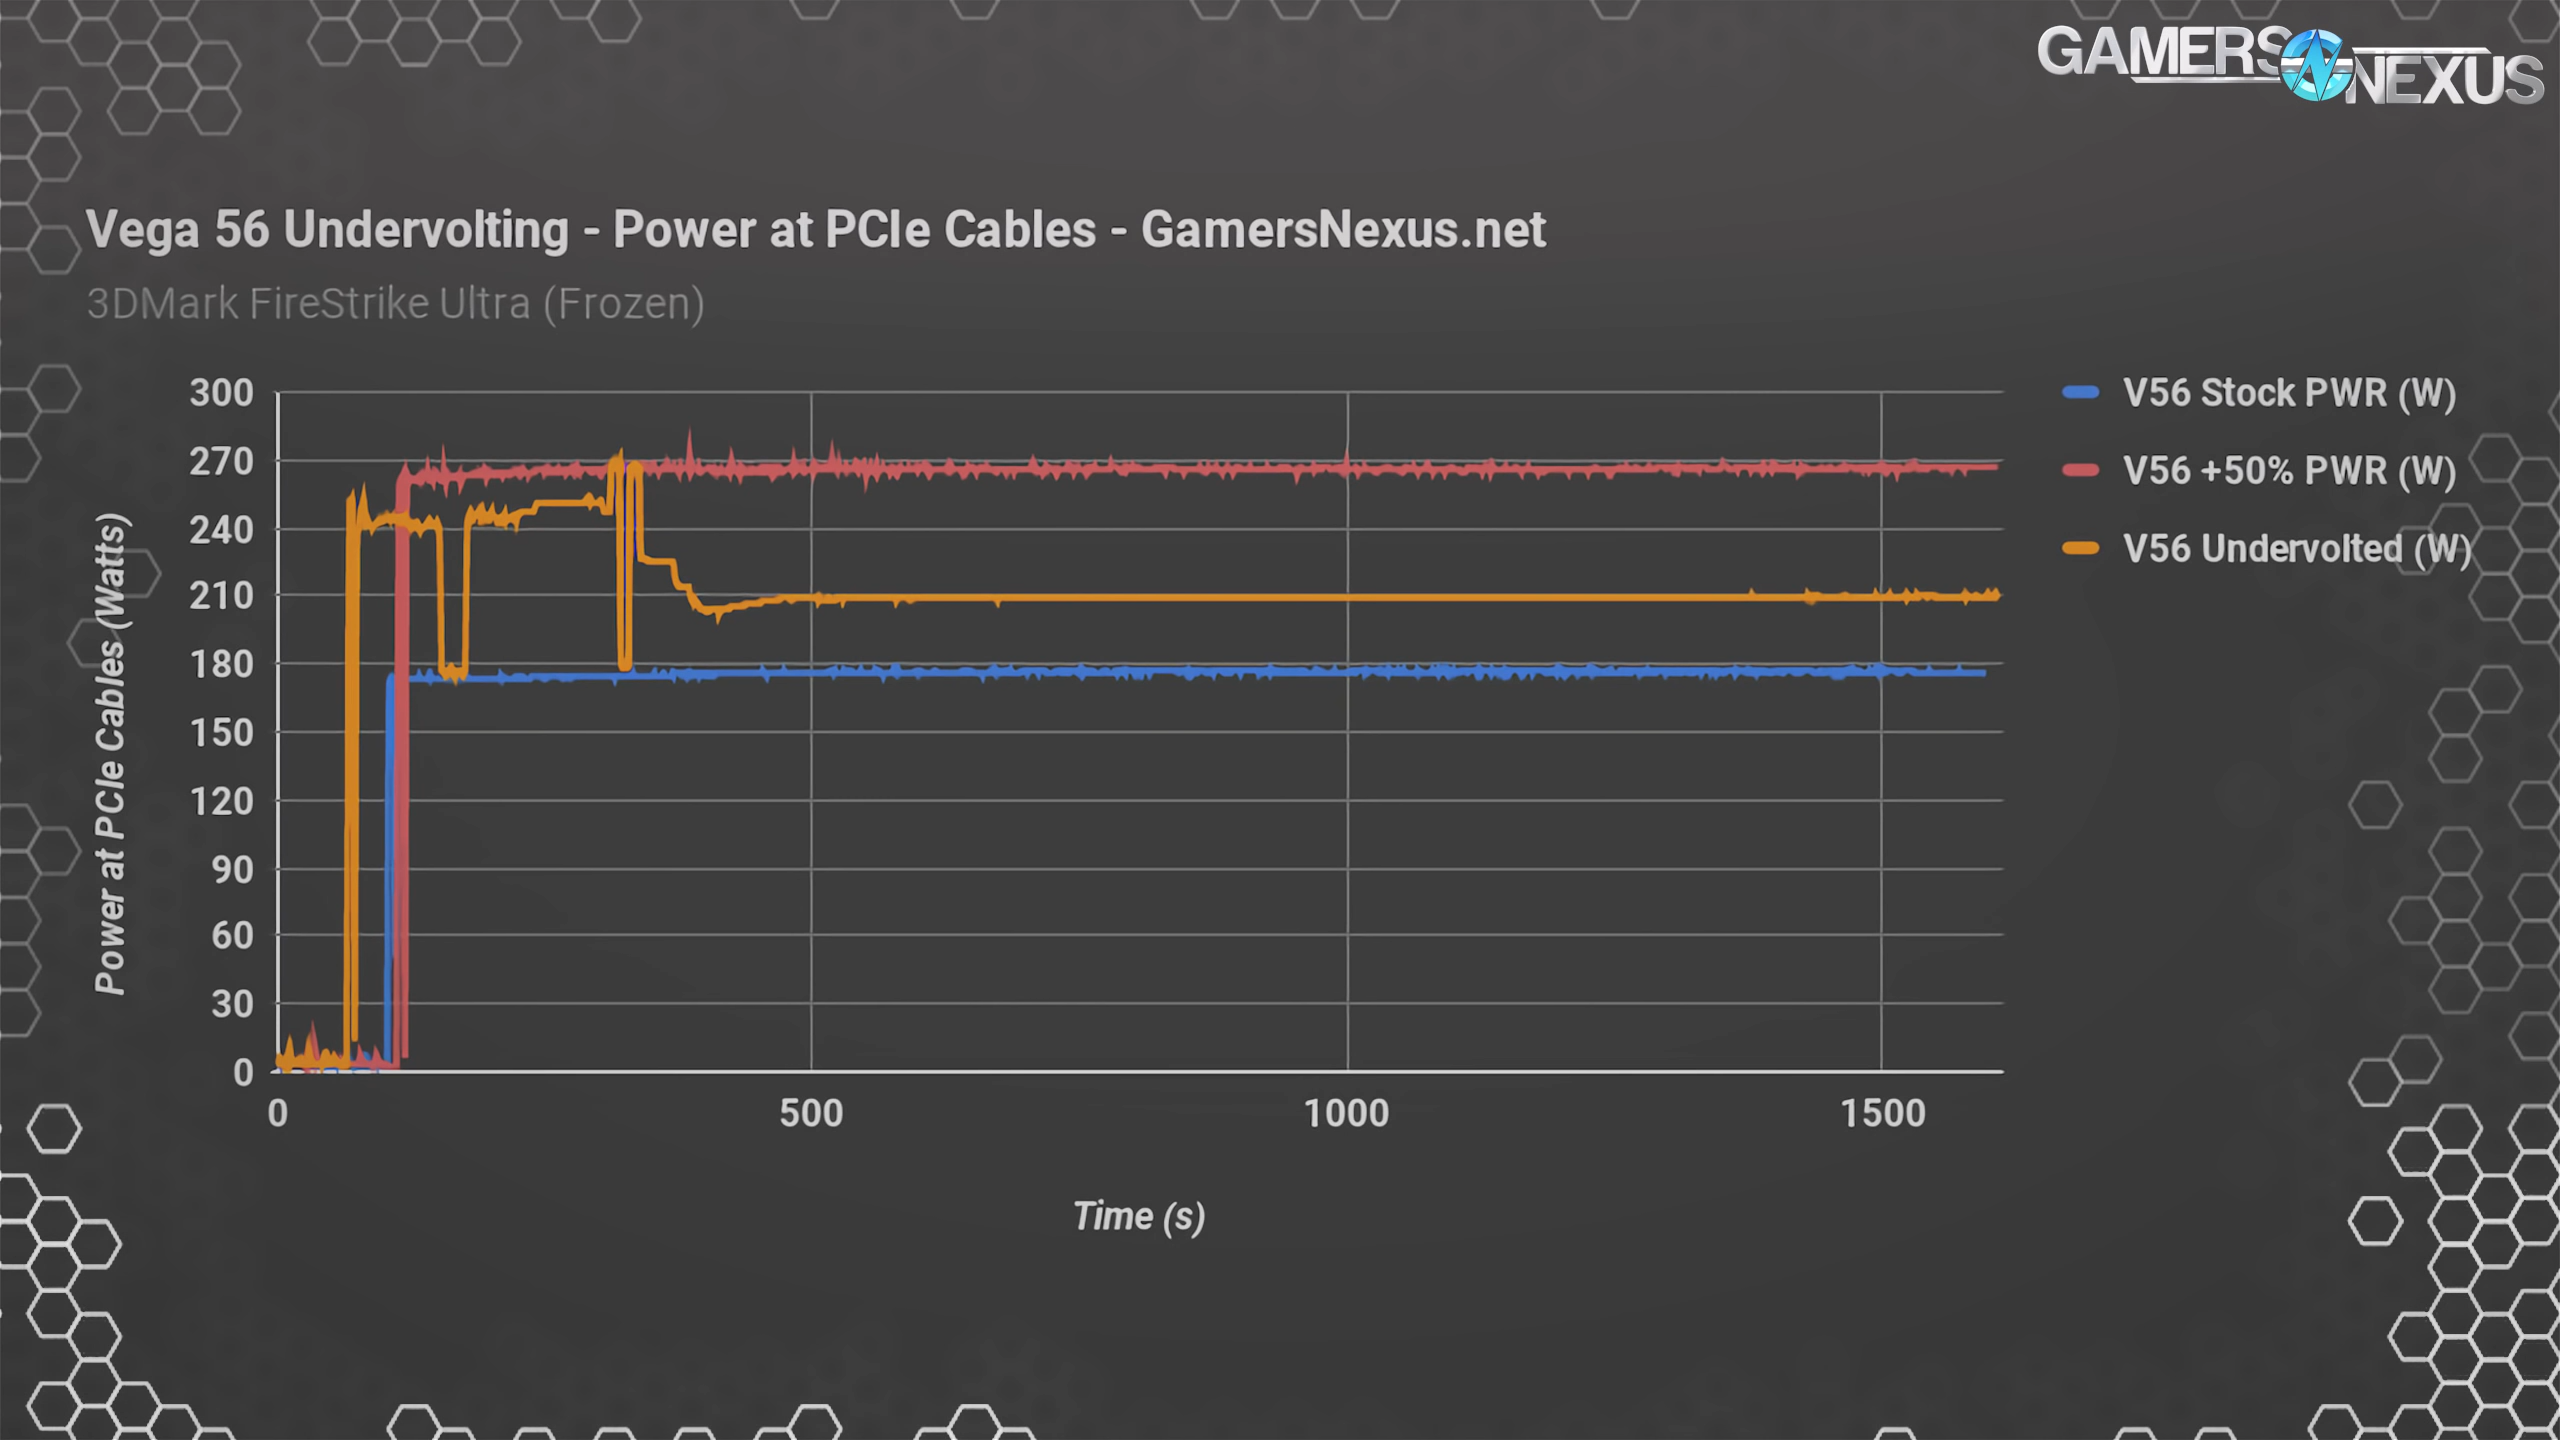 GAMERS NEXUS
Vega 56 Undervolting - Power at PCIe Cables - GamersNexus.net
3DMark FireStrike Ultra (Frozen)
Power at PCIe Cables (Watts)
300
270
240
210
180
150
120
90
60
30
0
0
500
1000
1500
Time (s)
V56 Stock PWR (W)
V56 +50% PWR (W)
V56 Undervolted (W)